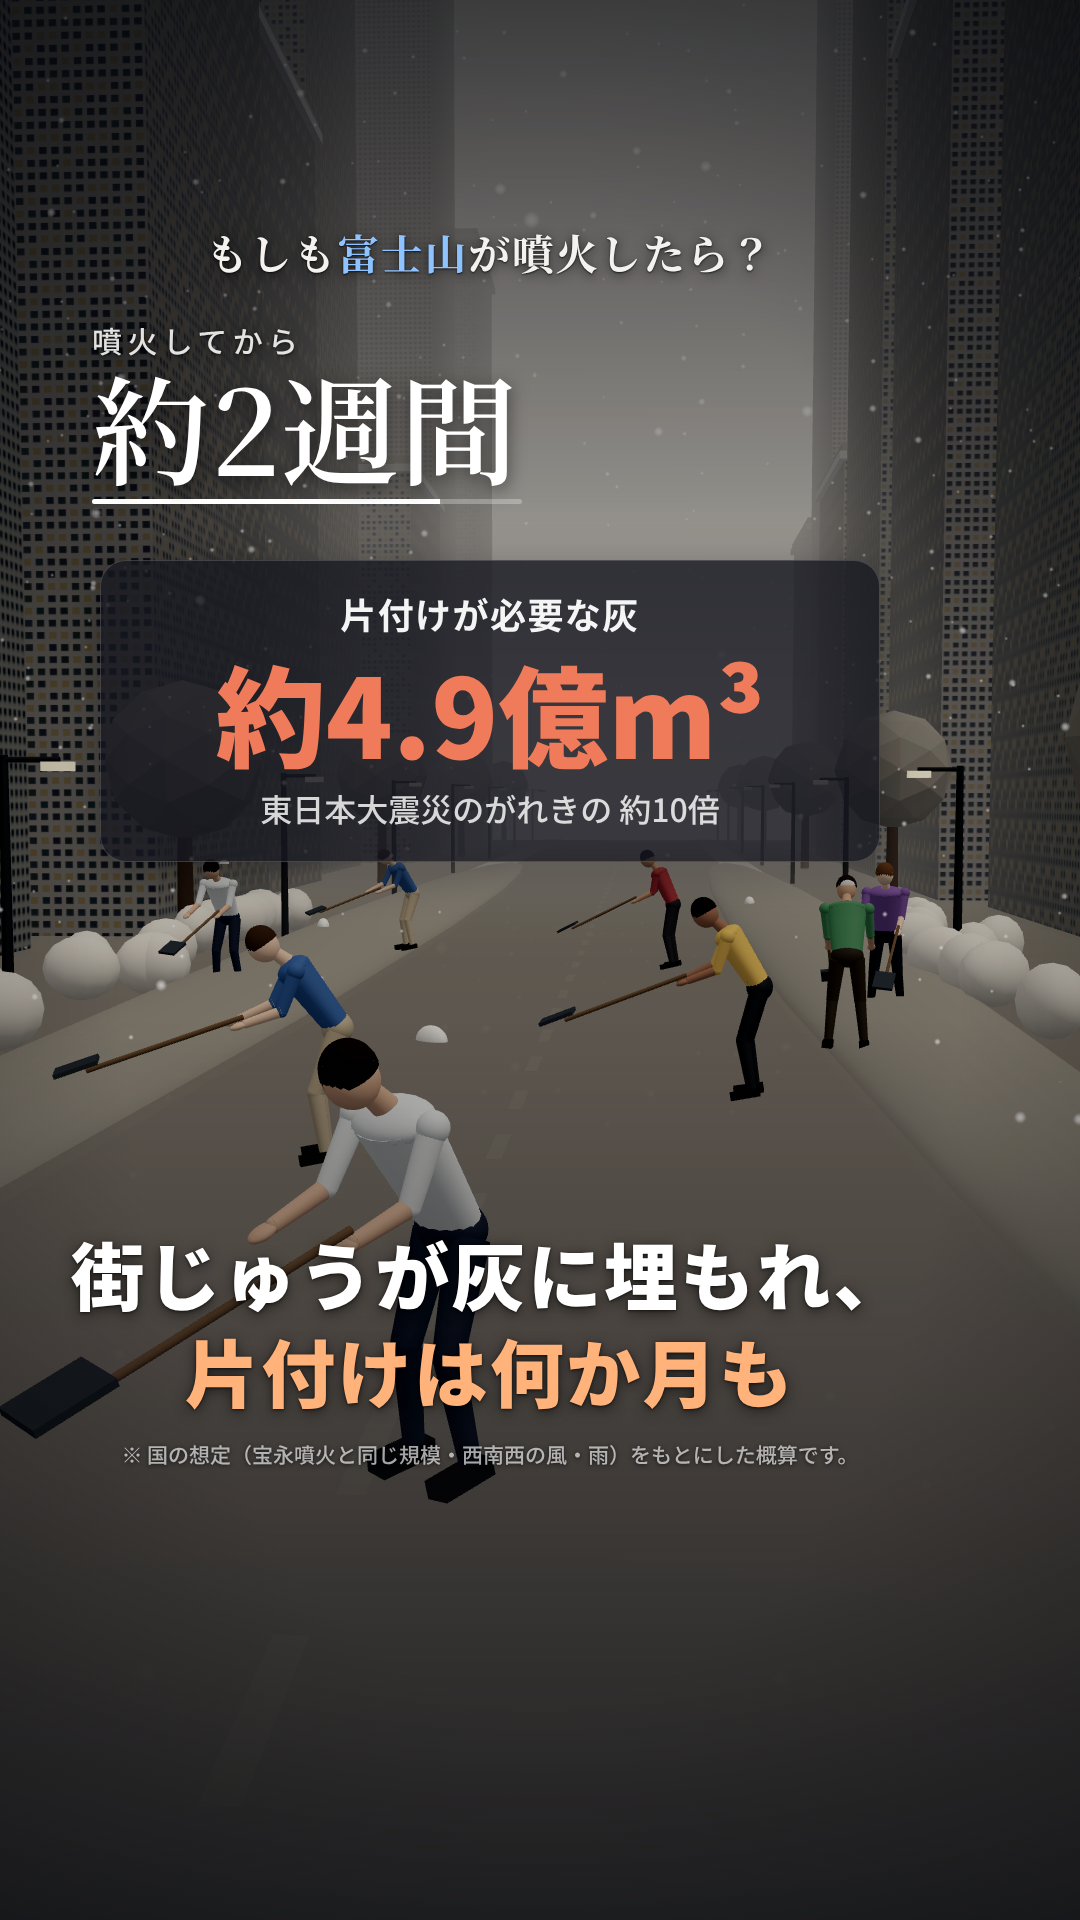 もしも富士山が噴火したら？
噴火してから
約2週間
片付けが必要な灰
約4.9億m³
東日本大震災のがれきの 約10倍
街じゅうが灰に埋もれ、
片付けは何か月も
※ 国の想定（宝永噴火と同じ規模・西南西の風・雨）をもとにした概算です。